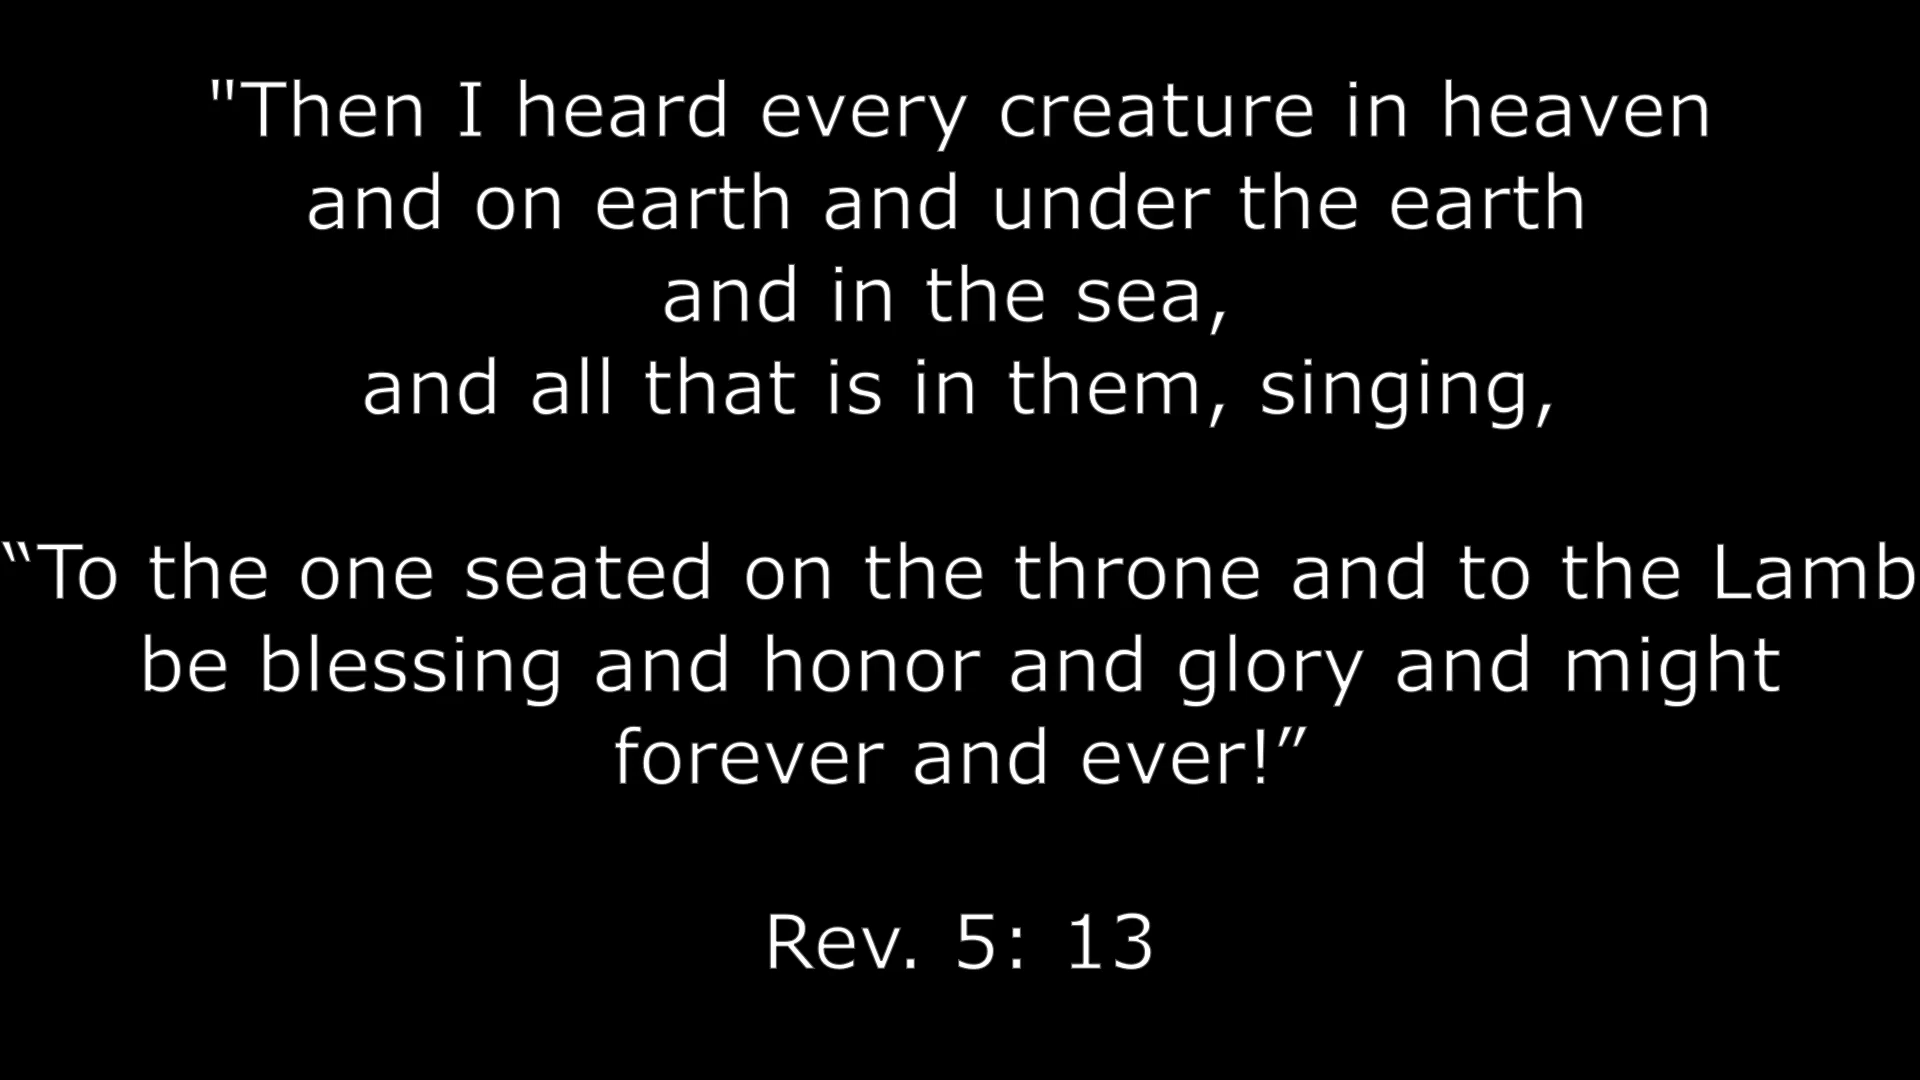 "Then I heard every creature in heaven
and on earth and under the earth
and in the sea,
and all that is in them, singing,
“To the one seated on the throne and to the Lamb
be blessing and honor and glory and might
forever and ever!”
Rev. 5: 13